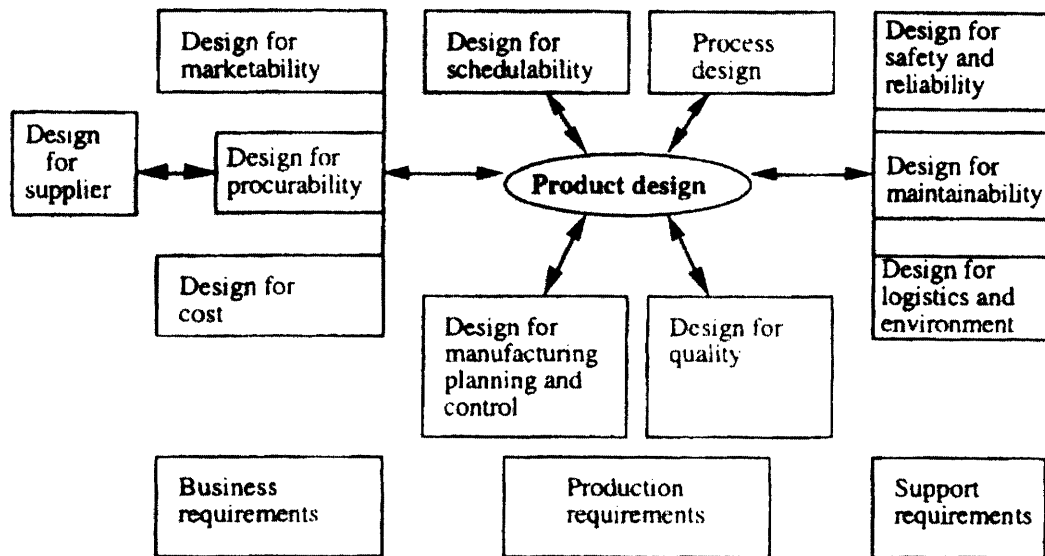 Design for
marketability
Design for
schedulability
Process
design
Design for
safety and
reliability
Design
for
supplier
Design for
procurability
Product design
Design for
maintainability
Design for
cost
Design for
manufacturing
planning and
control
Design for
quality
Design for
logistics and
environment
Business
requirements
Production
requirements
Support
requirements